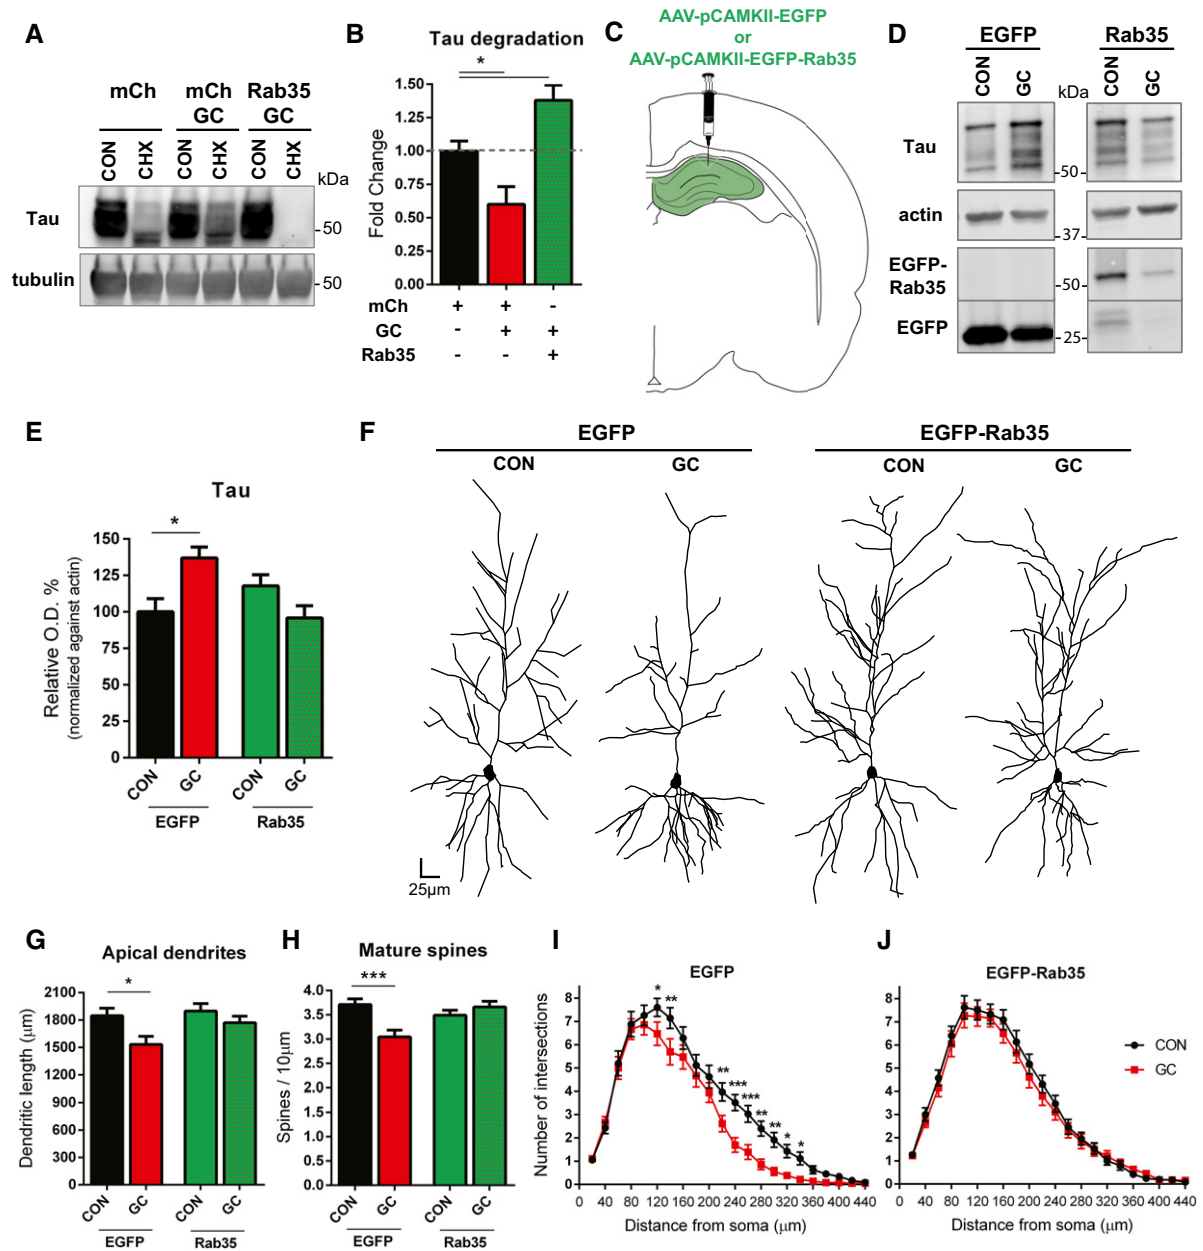 A
mCh
mCh GC
Rab35 GC
CON CHX CON CHX CON CHX
kDa
Tau
-50
tubulin
-50
B
Tau degradation
*
Fold Change
1.50
1.25
1.00
0.75
0.50
0.25
0.00
mCh + + -
GC - + +
Rab35 - - +
C
AAV-pCAMKII-EGFP
or
AAV-pCAMKII-EGFP-Rab35
D
EGFP Rab35
CON GC kDa CON GC
Tau
-50-
actin
-37-
EGFP-
Rab35
-50-
EGFP
-25-
E
Tau
*
Relative O.D. %
(normalized against actin)
150
125
100
75
50
25
0
CON GC CON GC
EGFP Rab35
F
EGFP EGFP-Rab35
CON GC CON GC
25µm
G
Apical dendrites
*
Dendritic length (µm)
2100
1800
1500
1200
900
600
300
0
CON GC CON GC
EGFP Rab35
H
Mature spines
***
Spines / 10µm
4.0
3.5
3.0
2.5
2.0
1.5
1.0
0.5
0.0
CON GC CON GC
EGFP Rab35
I
EGFP
Number of intersections
8
7
6
5
4
3
2
1
0
* ** ** *** *** ** ** * *
0 40 80 120 160 200 240 280 320 360 400 440
Distance from soma (µm)
J
EGFP-Rab35
8
7
6
5
4
3
2
1
0
0 40 80 120 160 200 240 280 320 360 400 440
Distance from soma (µm)
CON
GC